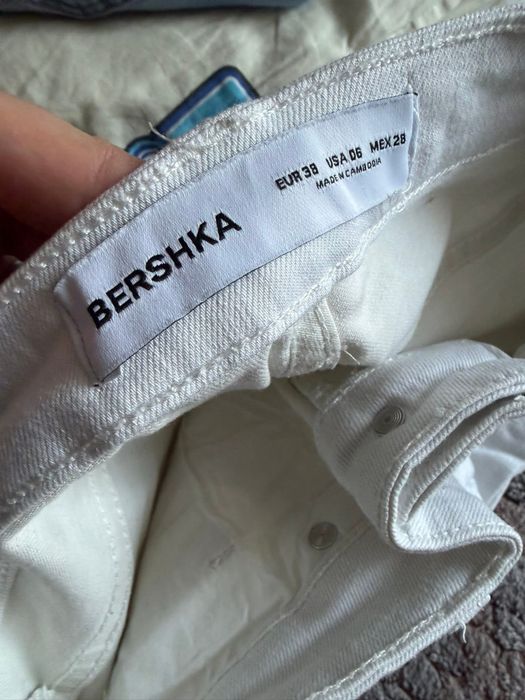 BERSHKA
EUR 38 USA 06 MEX 28
MADE IN CAMBODIA